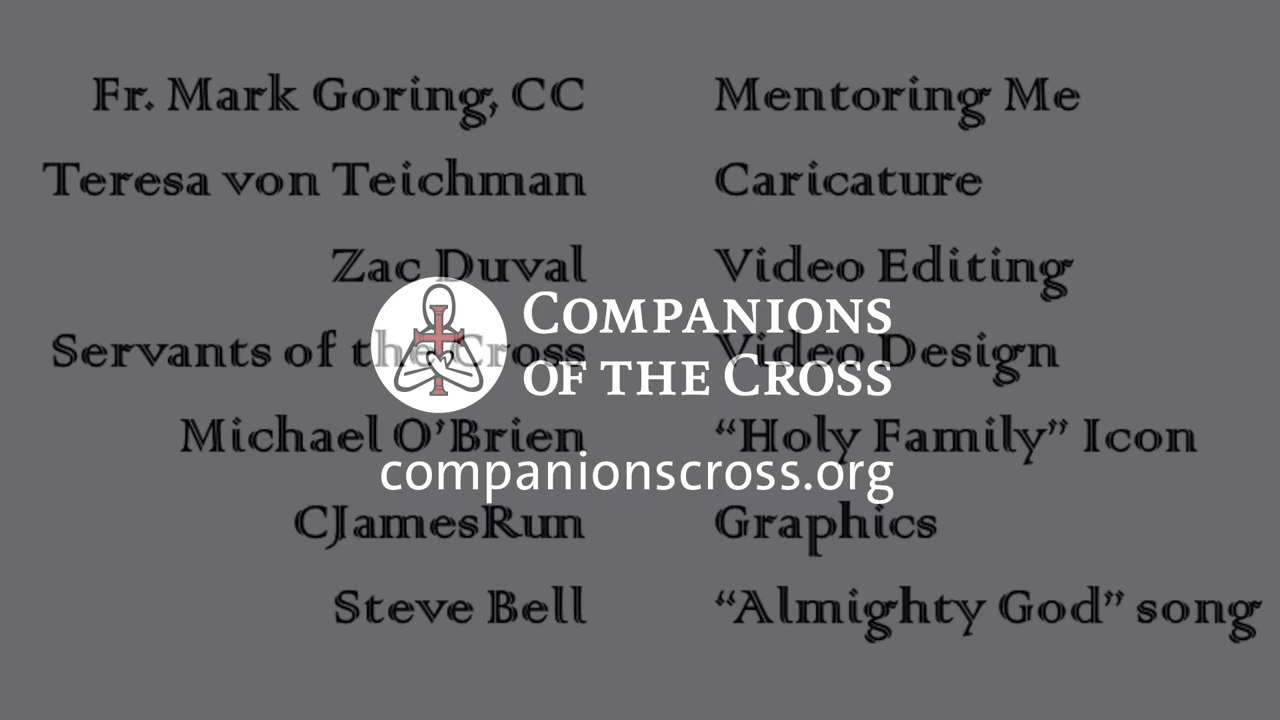 Fr. Mark Goring, CC Mentoring Me
Teresa von Teichman Caricature
Zac Duval Video Editing
Servants of the Cross Video Design
Michael O’Brien “Holy Family” Icon
CJamesRun Graphics
Steve Bell “Almighty God” song
COMPANIONS
OF THE CROSS
companionscross.org